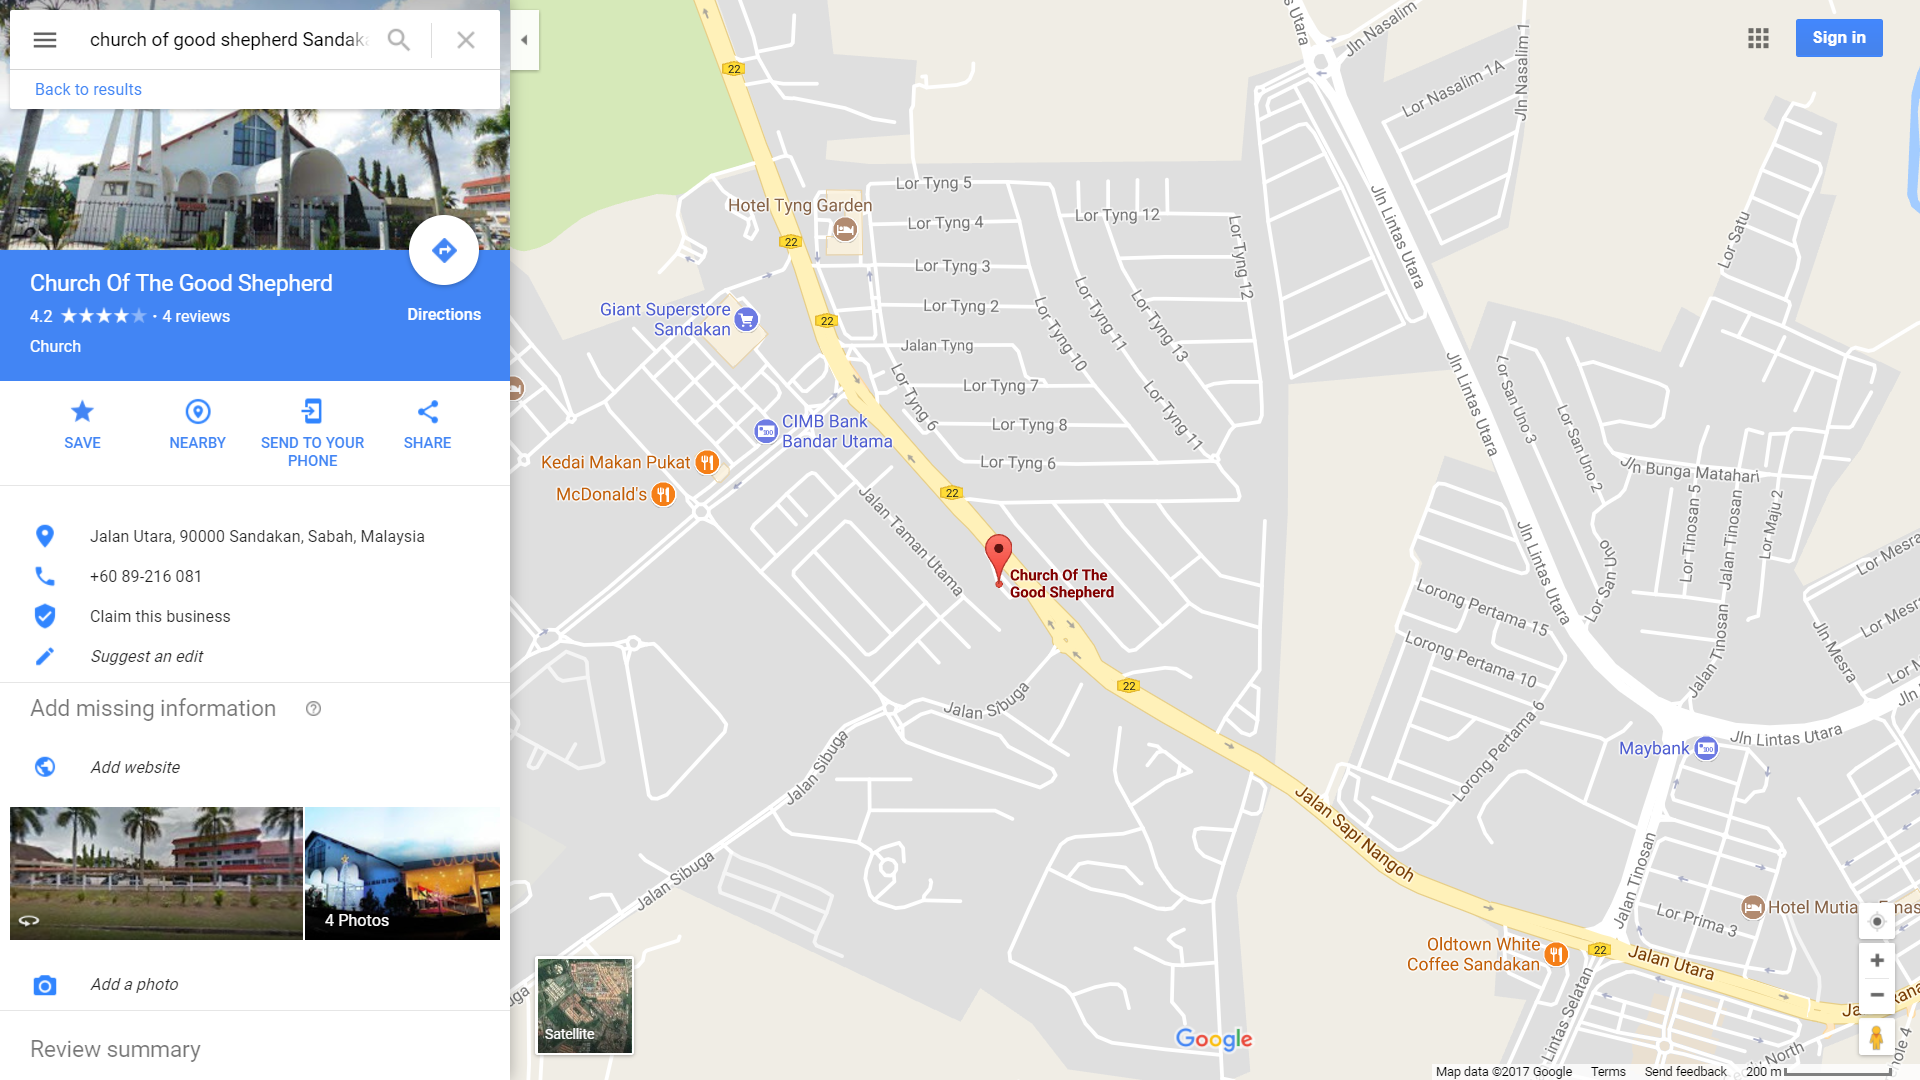 church of good shepherd Sandak
Back to results
Church Of The Good Shepherd
4.2 ★★★★★ · 4 reviews
Church
Directions
SAVE
NEARBY
SEND TO YOUR
PHONE
SHARE
Jalan Utara, 90000 Sandakan, Sabah, Malaysia
+60 89-216 081
Claim this business
Suggest an edit
Add missing information
Add website
4 Photos
Add a photo
Review summary
Sign in
Utara
Jln Nasalim
Jln Nasalim 1
Lor Nasalim 1A
22
Jln Lintas Utara
Lor Tyng 5
Lor Tyng 12
Hotel Tyng Garden
Lor Tyng 4
Lor Tyng 12
Lor Satu
22
Lor Tyng 3
Lor Tyng 2
Lor Tyng 10
Lor Tyng 11
Lor Tyng 13
Giant Superstore
Sandakan
22
Jalan Tyng
Lor Tyng 7
Lor Tyng 6
Lor Tyng 11
Jln Lintas Utara
Lor San Uno 3
Lor San Uno 2
CIMB Bank
Bandar Utama
Lor Tyng 8
Kedai Makan Pukat
Lor Tyng 6
McDonald's
22
Jln Bunga Matahari
Lor Tinosan 5
Jalan Tinosan
Lor Maju 2
Jalan Taman Utama
Jln Lintas Utara
Lor San Uno
Lor Mesra
Church Of The
Good Shepherd
Lorong Pertama 15
Lorong Pertama 10
Jalan Tinosan
Jln Mesra
Lor Mesra
22
Jalan Sibuga
Lorong Pertama 6
Maybank
Jln Lintas Utara
Jalan Sibuga
Jalan Sapi Nangoh
Jalan Sibuga
Jalan Tinosan
Lor Prima 3
Hotel Mutia
Oldtown White
Coffee Sandakan
22
Jalan Utara
Jln Lintas Selatan
Satellite
Google
North
Map data ©2017 Google
Terms
Send feedback
200 m